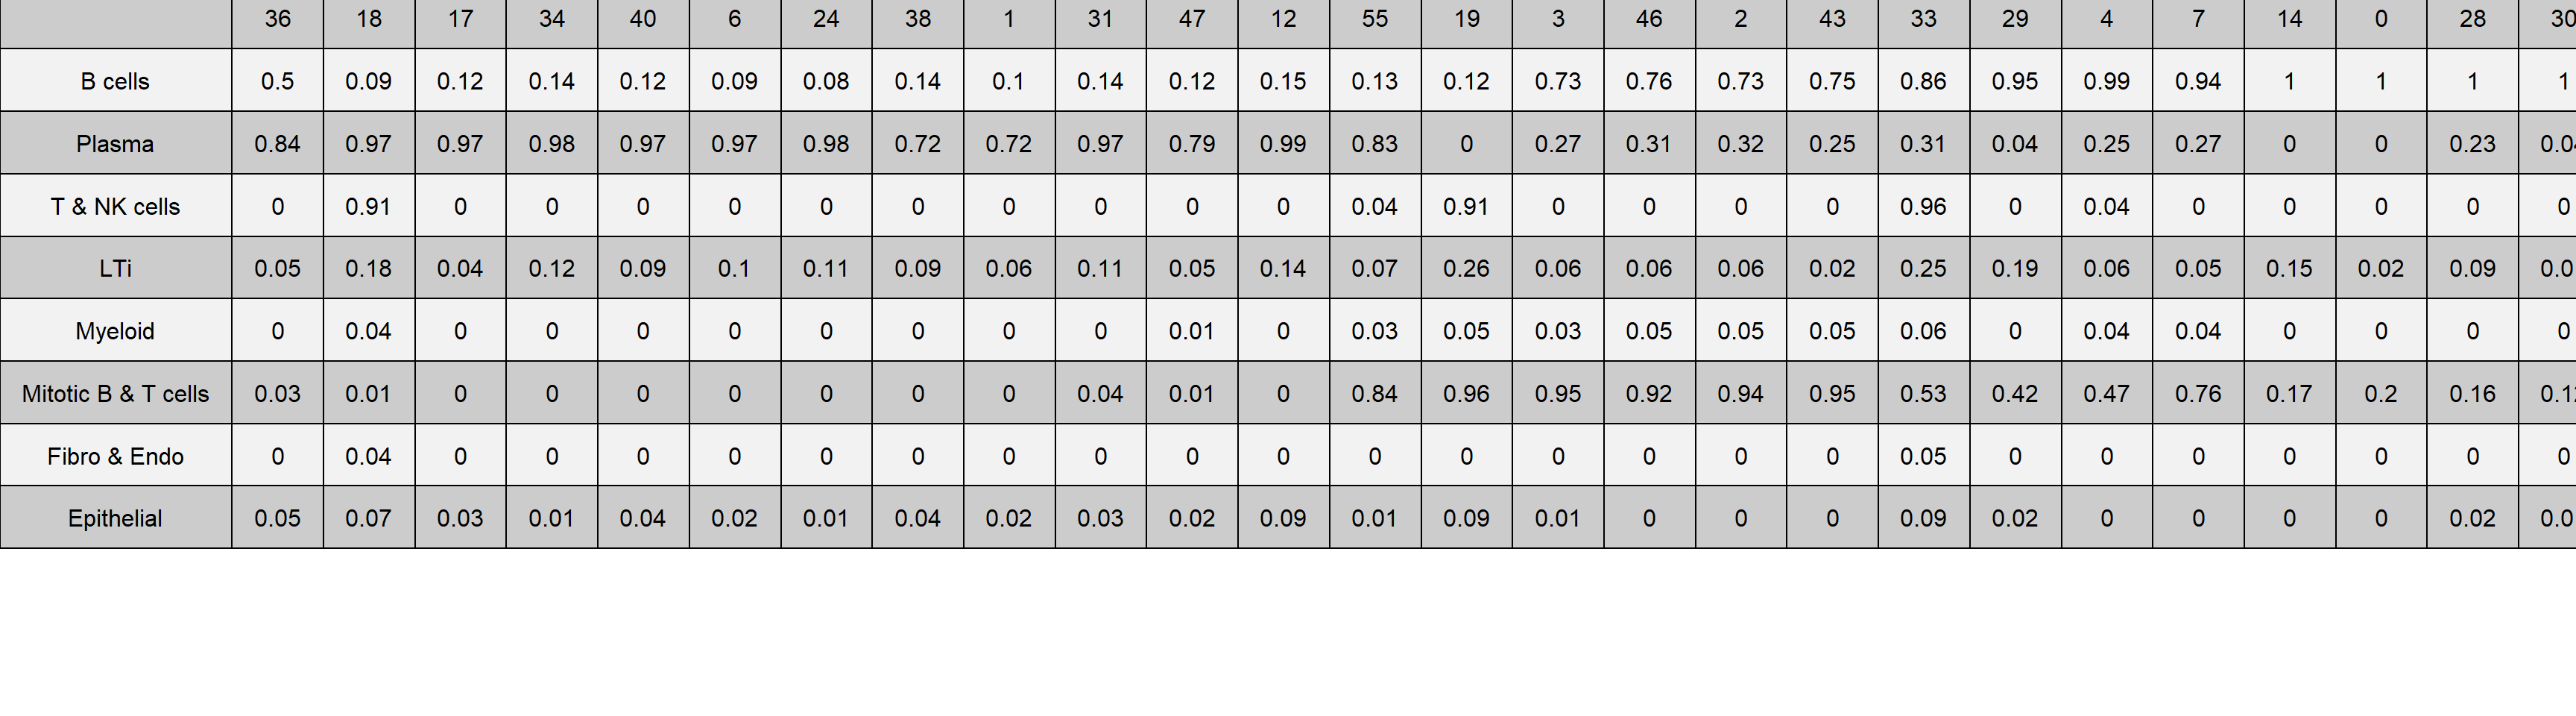 36 18 17 34 40 6 24 38 1 31 47 12 55 19 3 46 2 43 33 29 4 7 14 0 28 30
B cells 0.5 0.09 0.12 0.14 0.12 0.09 0.08 0.14 0.1 0.14 0.12 0.15 0.13 0.12 0.73 0.76 0.73 0.75 0.86 0.95 0.99 0.94 1 1 1 1
Plasma 0.84 0.97 0.97 0.98 0.97 0.97 0.98 0.72 0.72 0.97 0.79 0.99 0.83 0 0.27 0.31 0.32 0.25 0.31 0.04 0.25 0.27 0 0 0.23 0.04
T & NK cells 0 0.91 0 0 0 0 0 0 0 0 0 0 0.04 0.91 0 0 0 0 0.96 0 0.04 0 0 0 0 0
LTi 0.05 0.18 0.04 0.12 0.09 0.1 0.11 0.09 0.06 0.11 0.05 0.14 0.07 0.26 0.06 0.06 0.06 0.02 0.25 0.19 0.06 0.05 0.15 0.02 0.09 0.0
Myeloid 0 0.04 0 0 0 0 0 0 0 0 0.01 0 0.03 0.05 0.03 0.05 0.05 0.05 0.06 0 0.04 0.04 0 0 0 0
Mitotic B & T cells 0.03 0.01 0 0 0 0 0 0 0 0.04 0.01 0 0.84 0.96 0.95 0.92 0.94 0.95 0.53 0.42 0.47 0.76 0.17 0.2 0.16 0.1
Fibro & Endo 0 0.04 0 0 0 0 0 0 0 0 0 0 0 0 0 0 0 0 0.05 0 0 0 0 0 0 0
Epithelial 0.05 0.07 0.03 0.01 0.04 0.02 0.01 0.04 0.02 0.03 0.02 0.09 0.01 0.09 0.01 0 0 0 0.09 0.02 0 0 0 0 0.02 0.0